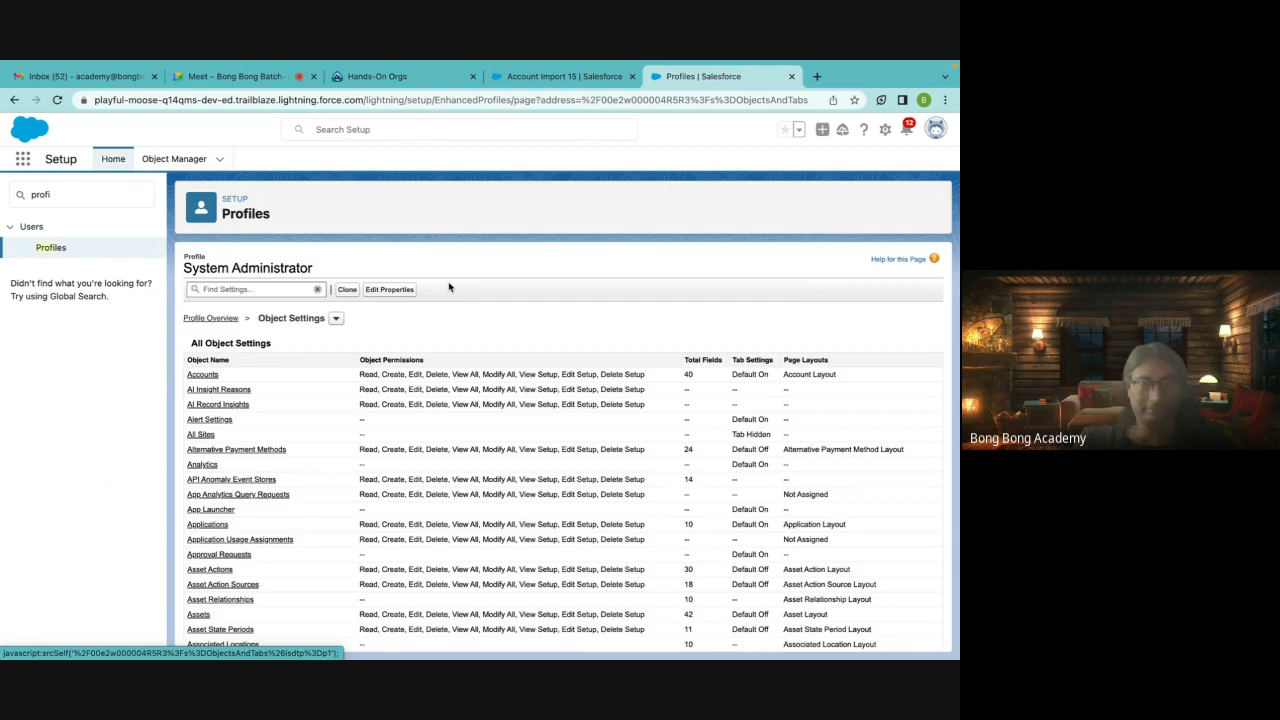 Inbox (52) - academy@bongb
Meet – Bong Bong Batch-
Hands-On Orgs
Account Import 15 | Salesforce
Profiles | Salesforce
playful-moose-q14qms-dev-ed.trailblaze.lightning.force.com/lightning/setup/EnhancedProfiles/page?address=%2F00e2w000004R5R3%3Fs%3DObjectsAndTabs
B
Search Setup
12
Setup
Home
Object Manager
profi
Users
Profiles
Didn't find what you're looking for?
Try using Global Search.
SETUP
Profiles
Profile
System Administrator
Help for this Page
Find Settings...
Clone
Edit Properties
Profile Overview > Object Settings
All Object Settings
Object Name Object Permissions Total Fields Tab Settings Page Layouts
Accounts Read, Create, Edit, Delete, View All, Modify All, View Setup, Edit Setup, Delete Setup 40 Default On Account Layout
AI Insight Reasons Read, Create, Edit, Delete, View All, Modify All, View Setup, Edit Setup, Delete Setup -- -- --
AI Record Insights Read, Create, Edit, Delete, View All, Modify All, View Setup, Edit Setup, Delete Setup -- -- --
Alert Settings -- -- Default On --
All Sites -- -- Tab Hidden --
Alternative Payment Methods Read, Create, Edit, Delete, View All, Modify All, View Setup, Edit Setup, Delete Setup 24 Default Off Alternative Payment Method Layout
Analytics -- -- Default On --
API Anomaly Event Stores Read, Create, Edit, Delete, View All, Modify All, View Setup, Edit Setup, Delete Setup 14 -- --
App Analytics Query Requests Read, Create, Edit, Delete, View All, Modify All, View Setup, Edit Setup, Delete Setup -- -- Not Assigned
App Launcher -- -- Default On --
Applications Read, Create, Edit, Delete, View All, Modify All, View Setup, Edit Setup, Delete Setup 10 Default On Application Layout
Application Usage Assignments Read, Create, Edit, Delete, View All, Modify All, View Setup, Edit Setup, Delete Setup -- -- Not Assigned
Approval Requests -- -- Default On --
Asset Actions Read, Create, Edit, Delete, View All, Modify All, View Setup, Edit Setup, Delete Setup 30 Default Off Asset Action Layout
Asset Action Sources Read, Create, Edit, Delete, View All, Modify All, View Setup, Edit Setup, Delete Setup 18 Default Off Asset Action Source Layout
Asset Relationships -- 10 -- Asset Relationship Layout
Assets Read, Create, Edit, Delete, View All, Modify All, View Setup, Edit Setup, Delete Setup 42 Default Off Asset Layout
Asset State Periods Read, Create, Edit, Delete, View All, Modify All, View Setup, Edit Setup, Delete Setup 11 Default Off Asset State Period Layout
Associated Locations -- 10 -- Associated Location Layout
javascript:srcSelf('%2F00e2w000004R5R3%3Fs%3DObjectsAndTabs%26isdtp%3Dp1');
Bong Bong Academy